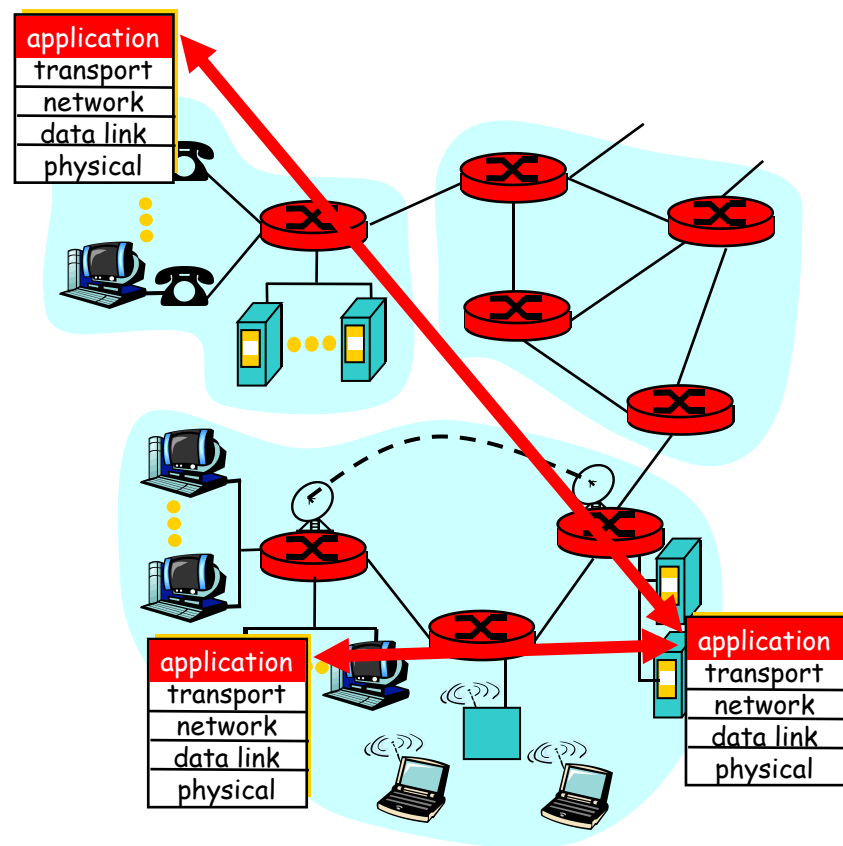 application
transport
network
data link
physical
application
transport
network
data link
physical
application
transport
network
data link
physical